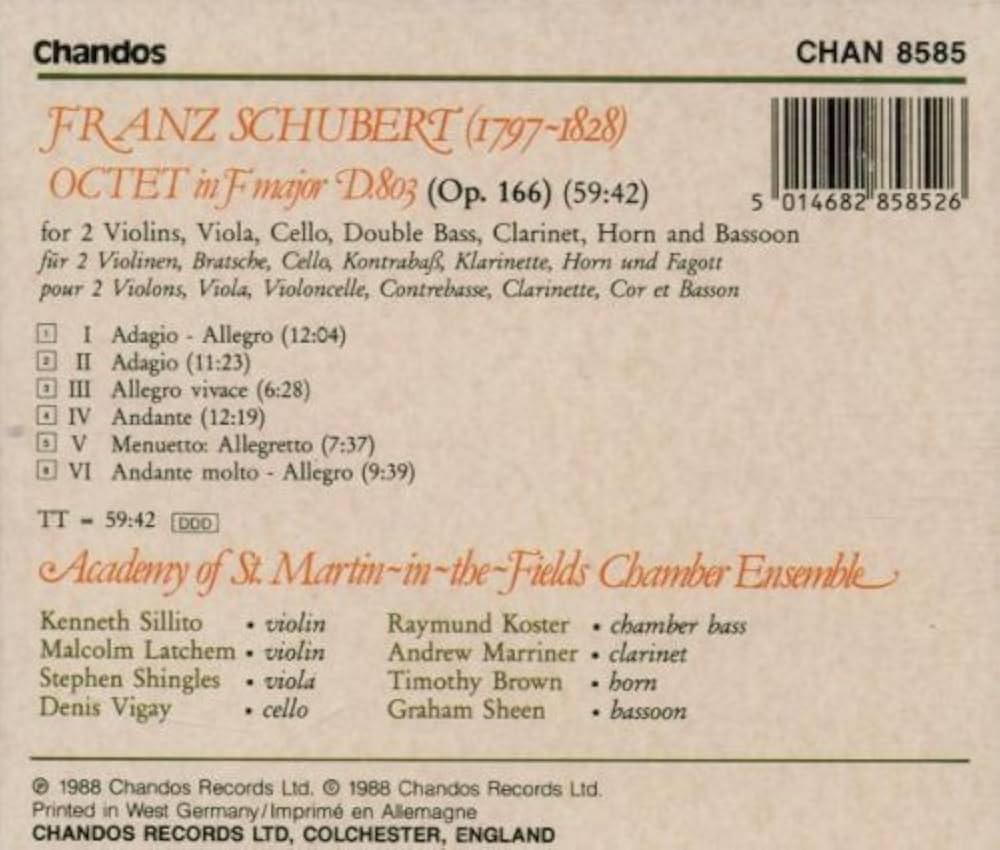 Chandos CHAN 8585
FRANZ SCHUBERT (1797~1828)
OCTET in F major D.803 (Op. 166) (59:42)
5 014682 858526
for 2 Violins, Viola, Cello, Double Bass, Clarinet, Horn and Bassoon
für 2 Violinen, Bratsche, Cello, Kontrabaß, Klarinette, Horn und Fagott
pour 2 Violons, Viola, Violoncelle, Contrebasse, Clarinette, Cor et Basson
1 I Adagio - Allegro (12:04)
2 II Adagio (11:23)
3 III Allegro vivace (6:28)
4 IV Andante (12:19)
5 V Menuetto: Allegretto (7:37)
6 VI Andante molto - Allegro (9:39)
TT = 59:42 DDD
Academy of St. Martin~in~the~Fields Chamber Ensemble
Kenneth Sillito • violin Raymund Koster • chamber bass
Malcolm Latchem • violin Andrew Marriner • clarinet
Stephen Shingles • viola Timothy Brown • horn
Denis Vigay • cello Graham Sheen • bassoon
℗ 1988 Chandos Records Ltd. © 1988 Chandos Records Ltd.
Printed in West Germany/Imprimé en Allemagne
CHANDOS RECORDS LTD, COLCHESTER, ENGLAND